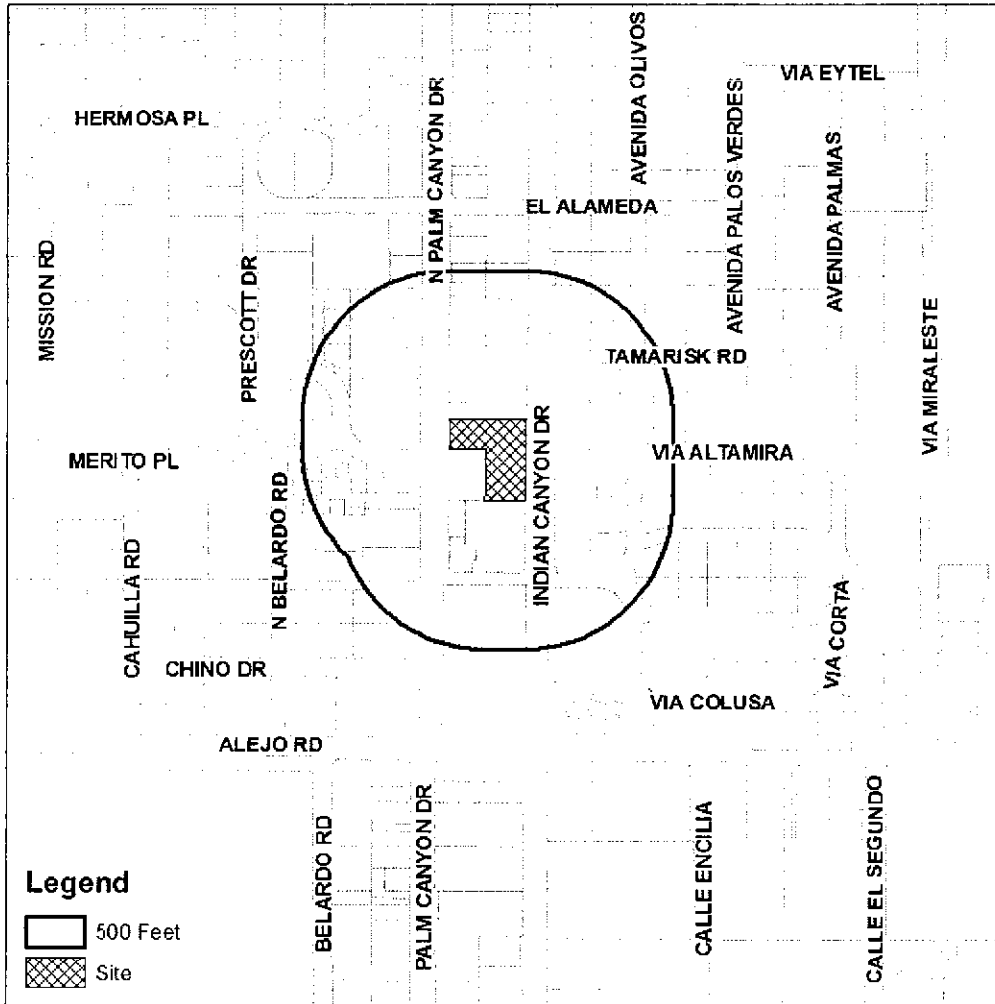 AVENIDA OLIVOS
VIA EYTEL
N PALM CANYON DR
AVENIDA PALOS VERDES
HERMOSA PL
AVENIDA PALMAS
EL ALAMEDA
MISSION RD
PRESCOTT DR
VIA MIRALESTE
TAMARISK RD
INDIAN CANYON DR
VIA ALTAMIRA
MERITO PL
N BELARDO RD
CAHUILLA RD
VIA CORTA
CHINO DR
VIA COLUSA
ALEJO RD
BELARDO RD
PALM CANYON DR
CALLE ENCILIA
CALLE EL SEGUNDO
Legend
500 Feet
Site